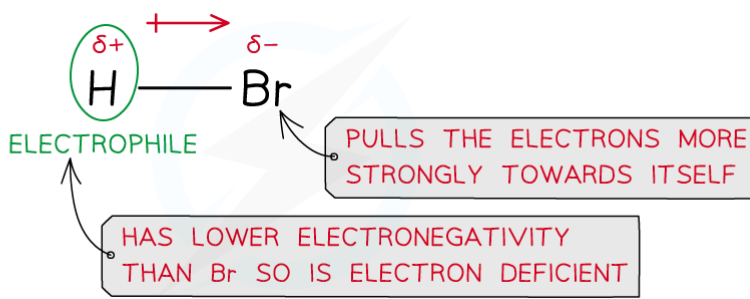 δ+ δ−
H Br
ELECTROPHILE
PULLS THE ELECTRONS MORE
STRONGLY TOWARDS ITSELF
HAS LOWER ELECTRONEGATIVITY
THAN Br SO IS ELECTRON DEFICIENT